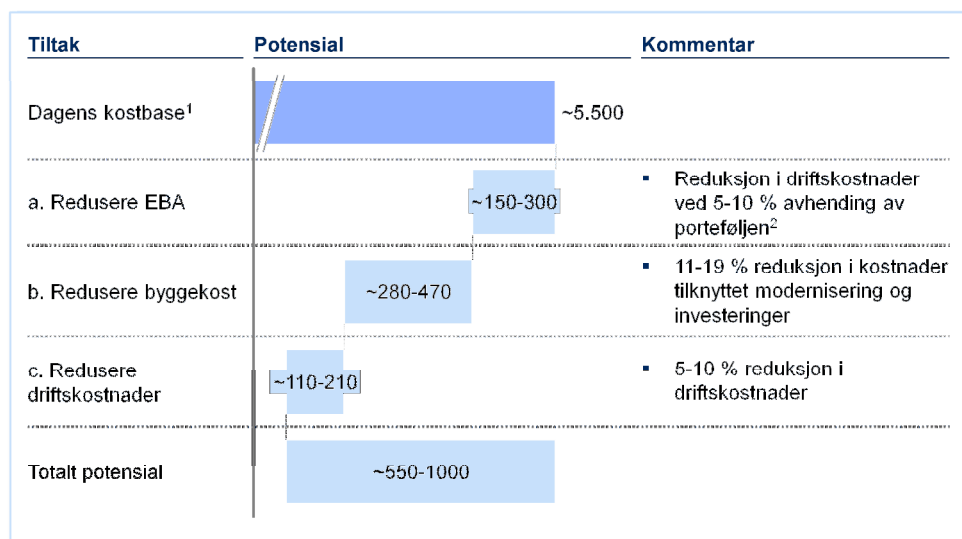 Tiltak Potensial Kommentar
Dagens kostbase¹ ~5.500
a. Redusere EBA ~150-300
▪ Reduksjon i driftskostnader
ved 5-10 % avhending av
porteføljen²
b. Redusere byggekost ~280-470
▪ 11-19 % reduksjon i kostnader
tilknyttet modernisering og
investeringer
c. Redusere
driftskostnader
~110-210
▪ 5-10 % reduksjon i
driftskostnader
Totalt potensial ~550-1000